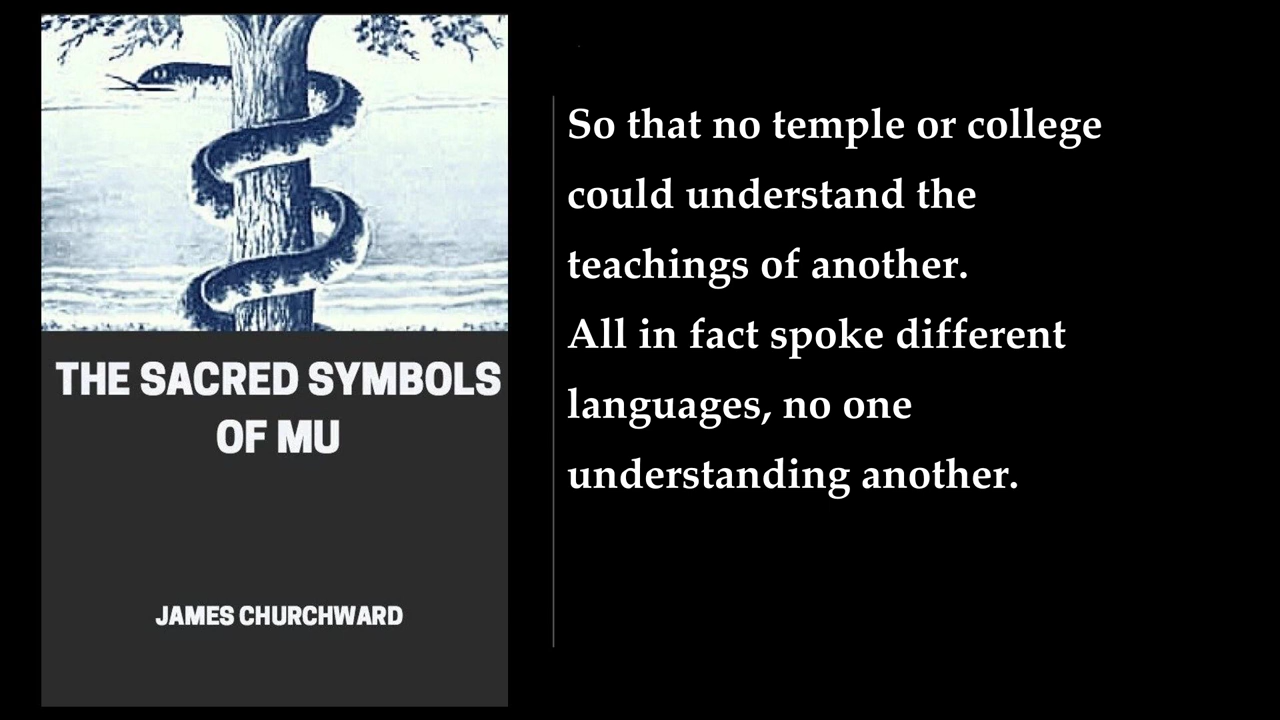 THE SACRED SYMBOLS
OF MU
JAMES CHURCHWARD
So that no temple or college
could understand the
teachings of another.
All in fact spoke different
languages, no one
understanding another.